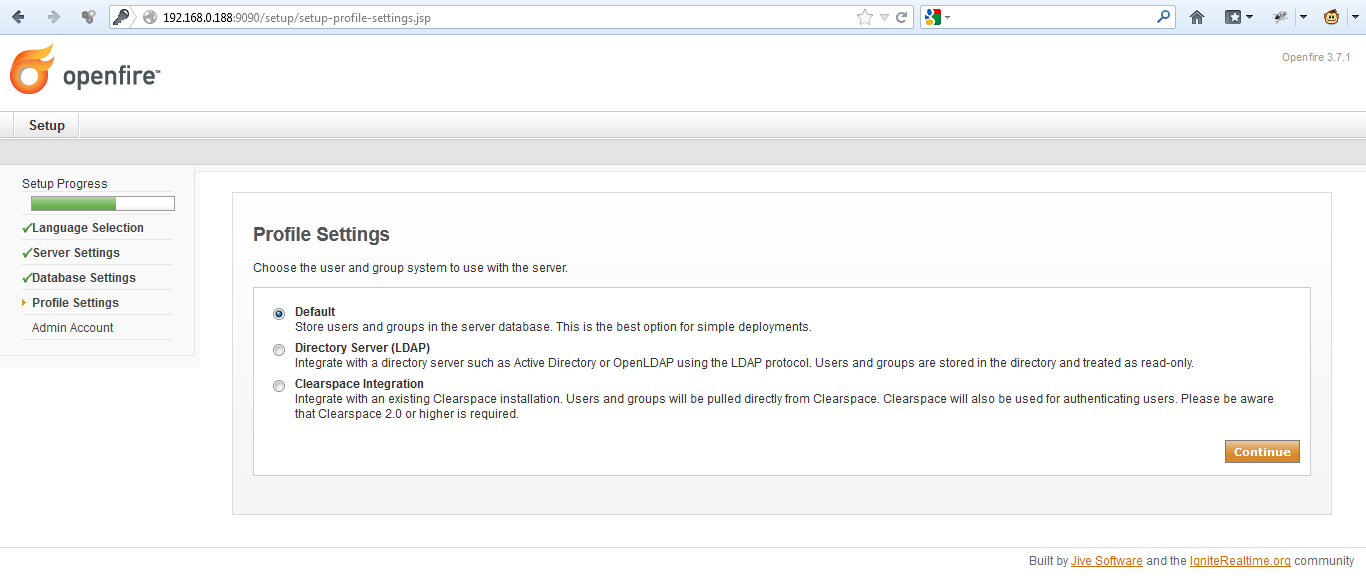 192.168.0.188:9090/setup/setup-profile-settings.jsp
openfire™
Openfire 3.7.1
Setup
Setup Progress
Language Selection
Server Settings
Database Settings
Profile Settings
Admin Account
Profile Settings
Choose the user and group system to use with the server.
Default
Store users and groups in the server database. This is the best option for simple deployments.
Directory Server (LDAP)
Integrate with a directory server such as Active Directory or OpenLDAP using the LDAP protocol. Users and groups are stored in the directory and treated as read-only.
Clearspace Integration
Integrate with an existing Clearspace installation. Users and groups will be pulled directly from Clearspace. Clearspace will also be used for authenticating users. Please be aware
that Clearspace 2.0 or higher is required.
Continue
Built by Jive Software and the IgniteRealtime.org community